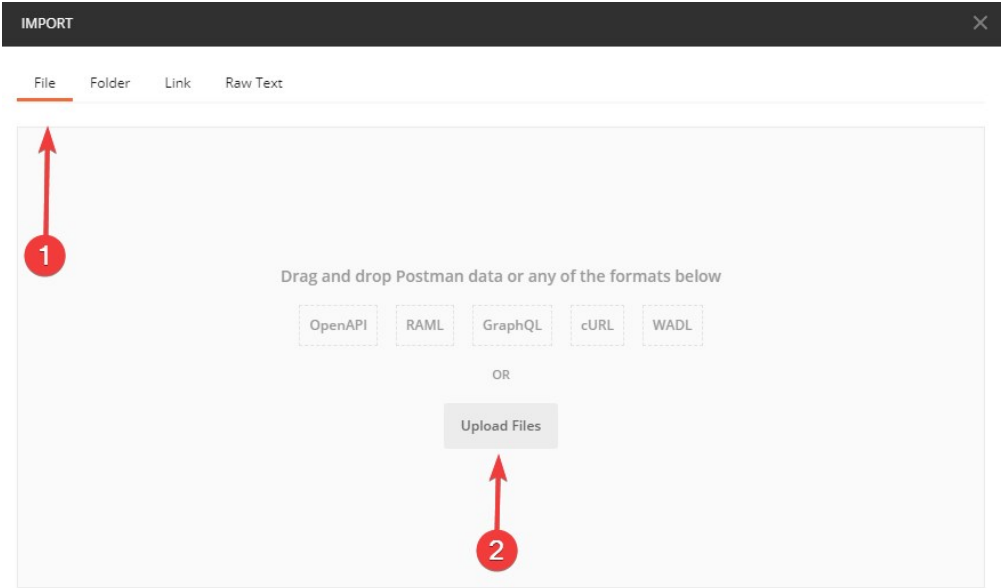 IMPORT
File Folder Link Raw Text
1
Drag and drop Postman data or any of the formats below
OpenAPI RAML GraphQL cURL WADL
OR
Upload Files
2